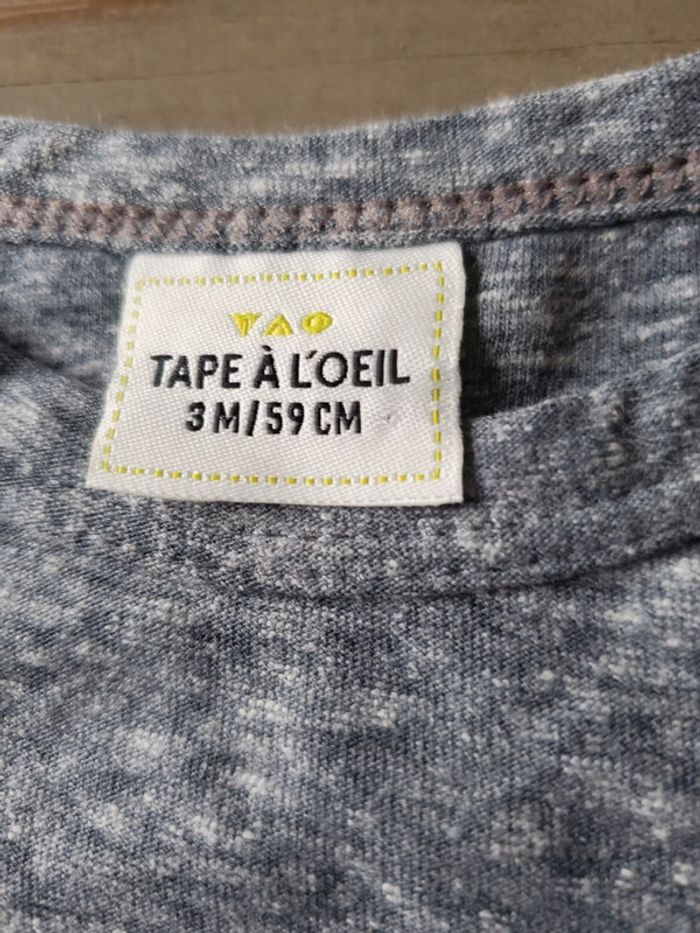 TAO
TAPE À L'OEIL
3 M/59 CM